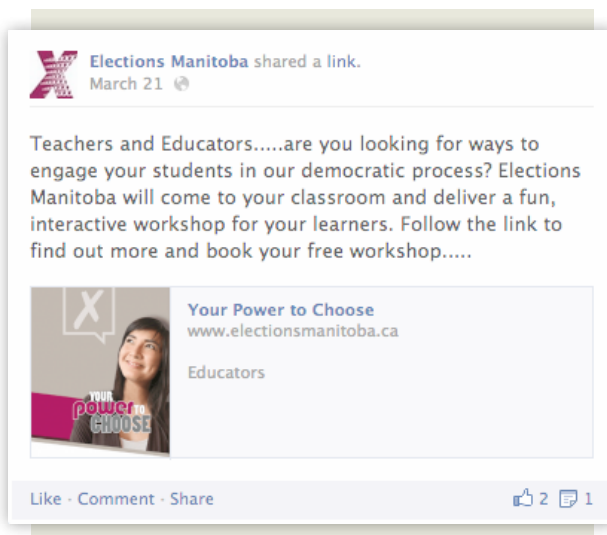 Elections Manitoba shared a link.
March 21
Teachers and Educators.....are you looking for ways to
engage your students in our democratic process? Elections
Manitoba will come to your classroom and deliver a fun,
interactive workshop for your learners. Follow the link to
find out more and book your free workshop.....
X
YOUR
power TO
CHOOSE
Your Power to Choose
www.electionsmanitoba.ca
Educators
Like · Comment · Share 2 1